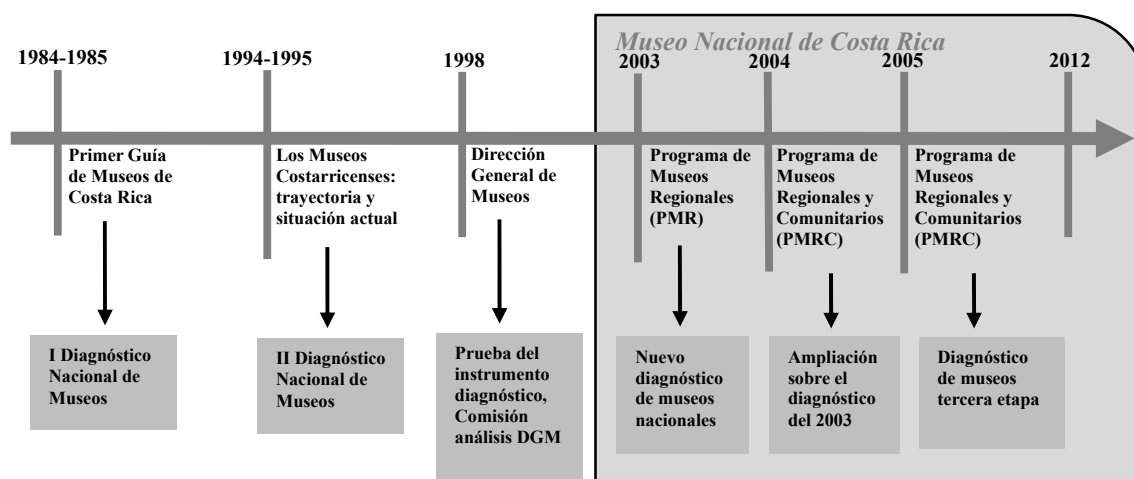 Museo Nacional de Costa Rica
1984-1985
1994-1995
1998
2003
2004
2005
2012
Primer Guía
de Museos de
Costa Rica
Los Museos
Costarricenses:
trayectoria y
situación actual
Dirección
General de
Museos
Programa de
Museos
Regionales
(PMR)
Programa de
Museos
Regionales y
Comunitarios
(PMRC)
Programa de
Museos
Regionales y
Comunitarios
(PMRC)
I Diagnóstico
Nacional de
Museos
II Diagnóstico
Nacional de
Museos
Prueba del
instrumento
diagnóstico,
Comisión
análisis DGM
Nuevo
diagnóstico
de museos
nacionales
Ampliación
sobre el
diagnóstico
del 2003
Diagnóstico
de museos
tercera etapa